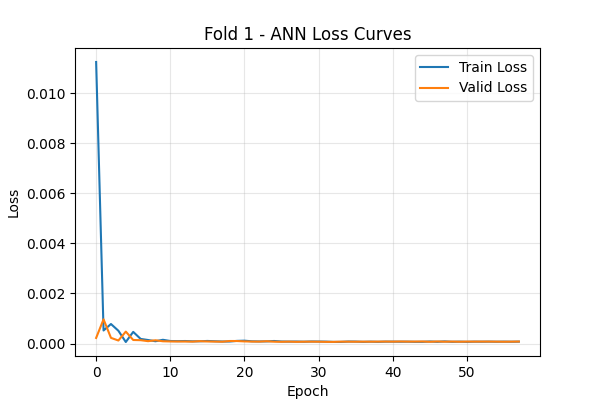 Fold 1 - ANN Loss Curves
Train Loss
Valid Loss
0.010
0.008
0.006
0.004
0.002
0.000
Loss
0 10 20 30 40 50
Epoch